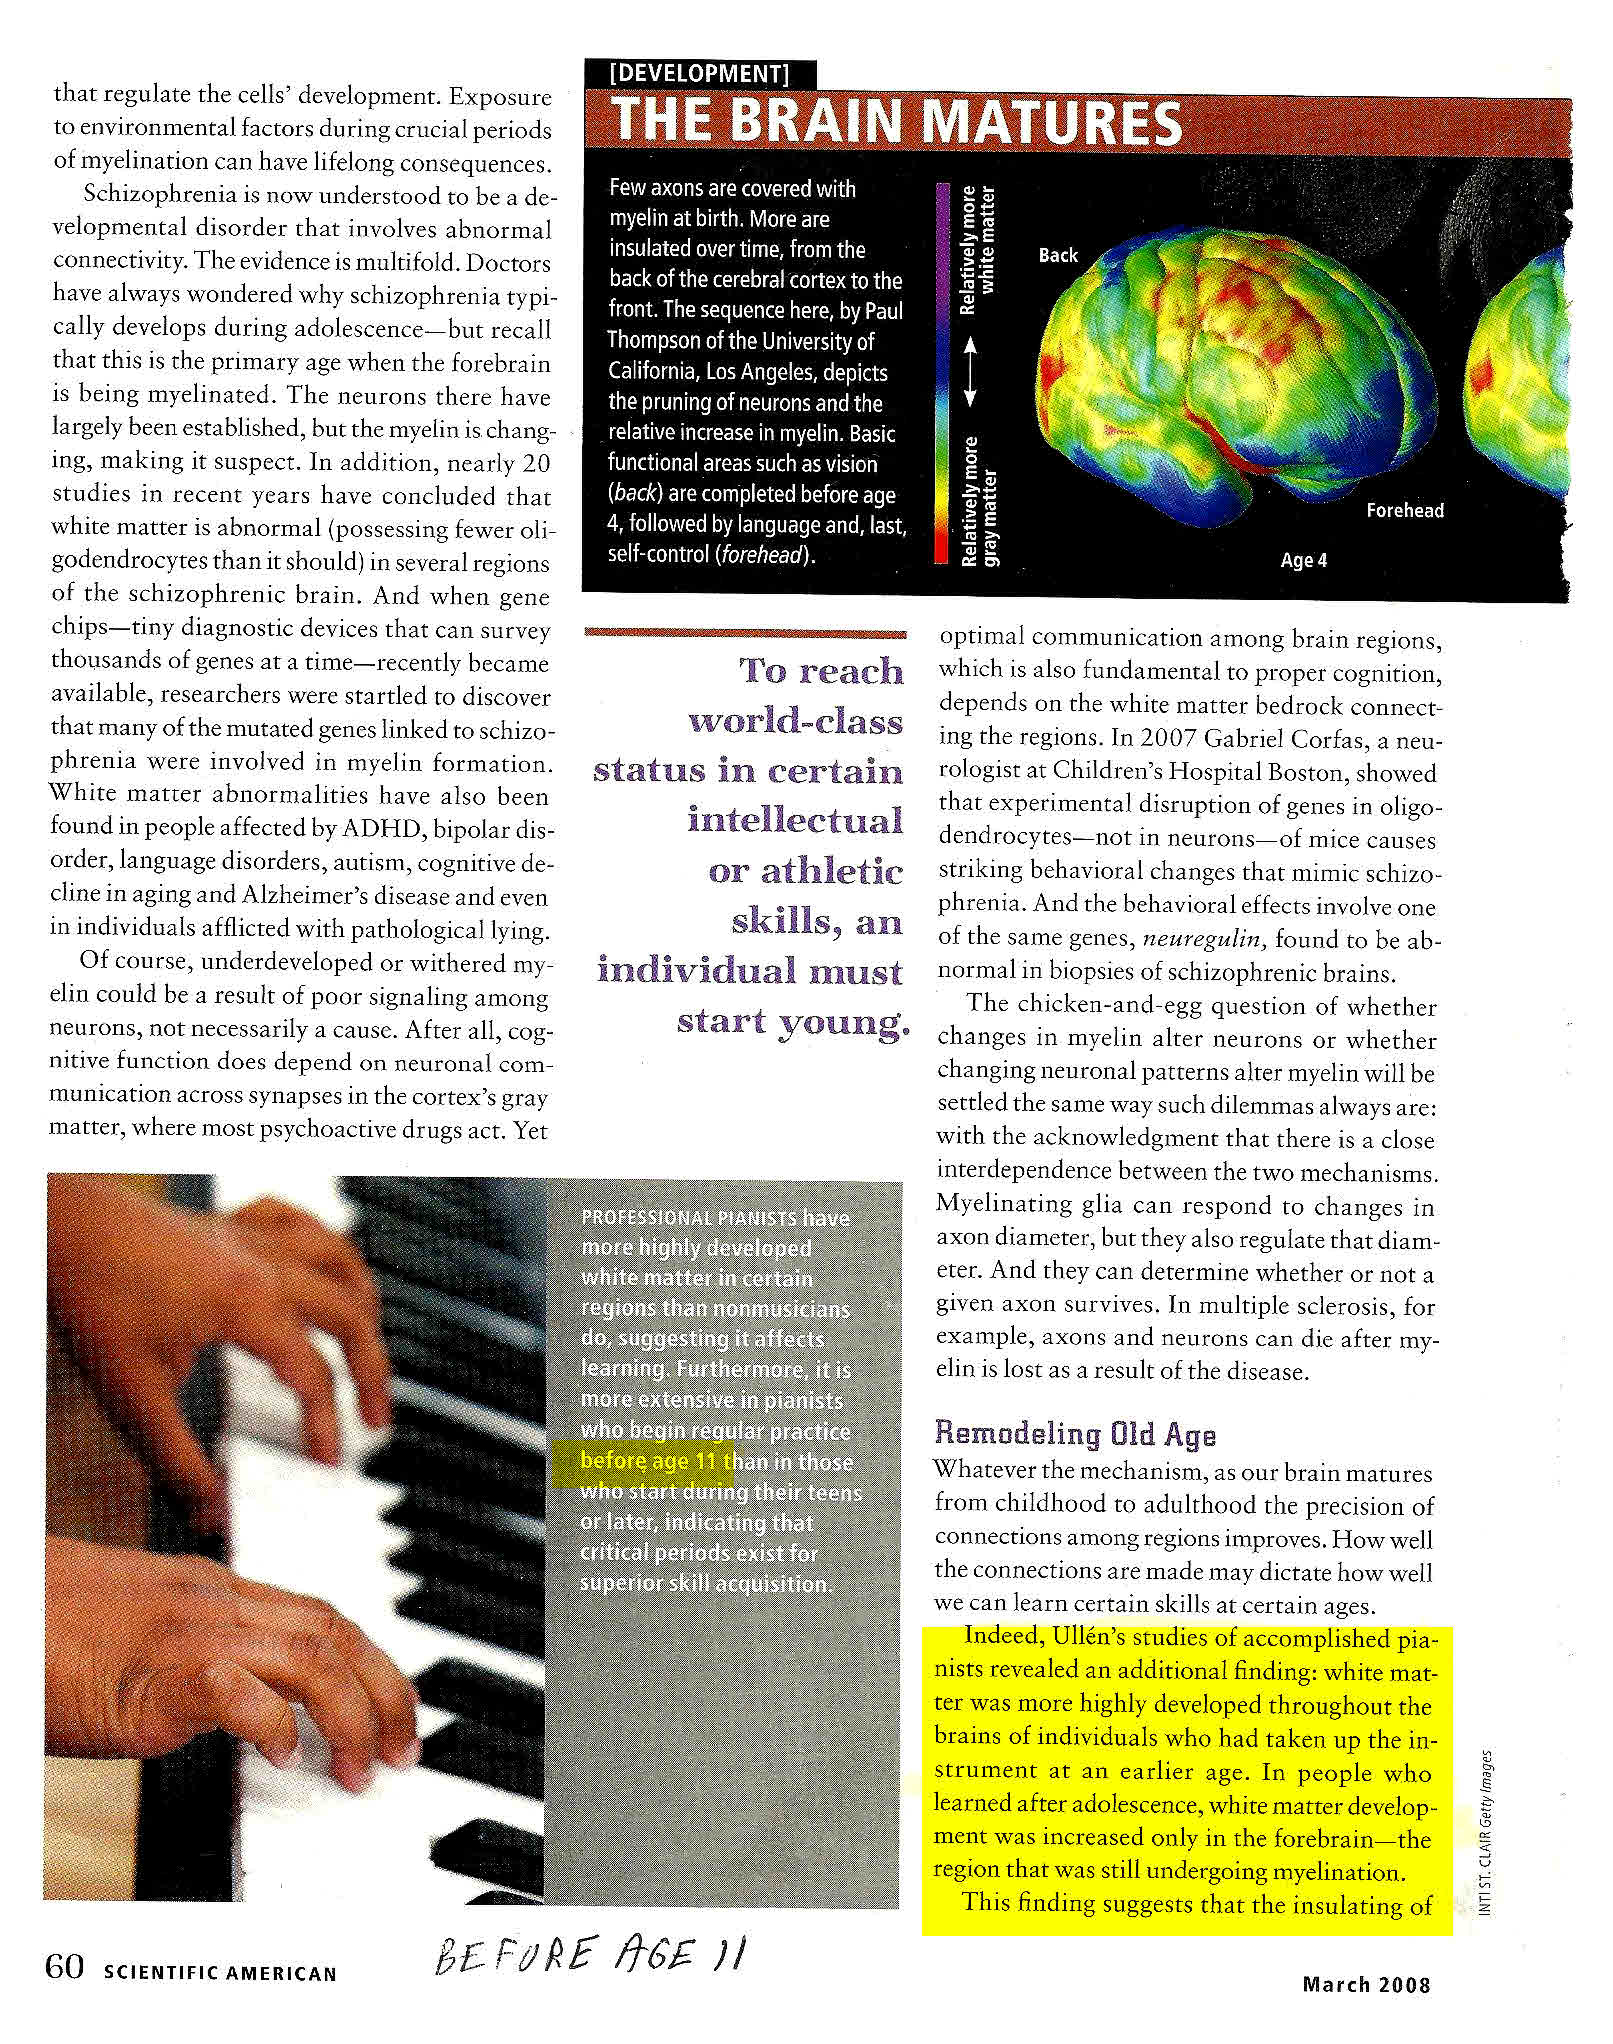 that regulate the cells' development. Exposure
to environmental factors during crucial periods
of myelination can have lifelong consequences.
Schizophrenia is now understood to be a de-
velopmental disorder that involves abnormal
connectivity. The evidence is multifold. Doctors
have always wondered why schizophrenia typi-
cally develops during adolescence—but recall
that this is the primary age when the forebrain
is being myelinated. The neurons there have
largely been established, but the myelin is chang-
ing, making it suspect. In addition, nearly 20
studies in recent years have concluded that
white matter is abnormal (possessing fewer oli-
godendrocytes than it should) in several regions
of the schizophrenic brain. And when gene
chips—tiny diagnostic devices that can survey
thousands of genes at a time—recently became
available, researchers were startled to discover
that many of the mutated genes linked to schizo-
phrenia were involved in myelin formation.
White matter abnormalities have also been
found in people affected by ADHD, bipolar dis-
order, language disorders, autism, cognitive de-
cline in aging and Alzheimer's disease and even
in individuals afflicted with pathological lying.
Of course, underdeveloped or withered my-
elin could be a result of poor signaling among
neurons, not necessarily a cause. After all, cog-
nitive function does depend on neuronal com-
munication across synapses in the cortex's gray
matter, where most psychoactive drugs act. Yet
[DEVELOPMENT]
THE BRAIN MATURES
Few axons are covered with
myelin at birth. More are
insulated over time, from the
back of the cerebral cortex to the
front. The sequence here, by Paul
Thompson of the University of
California, Los Angeles, depicts
the pruning of neurons and the
relative increase in myelin. Basic
functional areas such as vision
(back) are completed before age
4, followed by language and, last,
self-control (forehead).
Relatively more
white matter
Relatively more
gray matter
Back
Forehead
Age 4
To reach
world-class
status in certain
intellectual
or athletic
skills, an
individual must
start young.
PROFESSIONAL PIANISTS have
more highly developed
white matter in certain
regions than nonmusicians
do, suggesting it affects
learning. Furthermore, it is
more extensive in pianists
who begin regular practice
before age 11 than in those
who start during their teens
or later, indicating that
critical periods exist for
superior skill acquisition.
optimal communication among brain regions,
which is also fundamental to proper cognition,
depends on the white matter bedrock connect-
ing the regions. In 2007 Gabriel Corfas, a neu-
rologist at Children's Hospital Boston, showed
that experimental disruption of genes in oligo-
dendrocytes—not in neurons—of mice causes
striking behavioral changes that mimic schizo-
phrenia. And the behavioral effects involve one
of the same genes, neuregulin, found to be ab-
normal in biopsies of schizophrenic brains.
The chicken-and-egg question of whether
changes in myelin alter neurons or whether
changing neuronal patterns alter myelin will be
settled the same way such dilemmas always are:
with the acknowledgment that there is a close
interdependence between the two mechanisms.
Myelinating glia can respond to changes in
axon diameter, but they also regulate that diam-
eter. And they can determine whether or not a
given axon survives. In multiple sclerosis, for
example, axons and neurons can die after my-
elin is lost as a result of the disease.
Remodeling Old Age
Whatever the mechanism, as our brain matures
from childhood to adulthood the precision of
connections among regions improves. How well
the connections are made may dictate how well
we can learn certain skills at certain ages.
Indeed, Ullén's studies of accomplished pia-
nists revealed an additional finding: white mat-
ter was more highly developed throughout the
brains of individuals who had taken up the in-
strument at an earlier age. In people who
learned after adolescence, white matter develop-
ment was increased only in the forebrain—the
region that was still undergoing myelination.
This finding suggests that the insulating of
INTI ST. CLAIR Getty Images
BEFORE AGE 11
60 SCIENTIFIC AMERICAN
March 2008